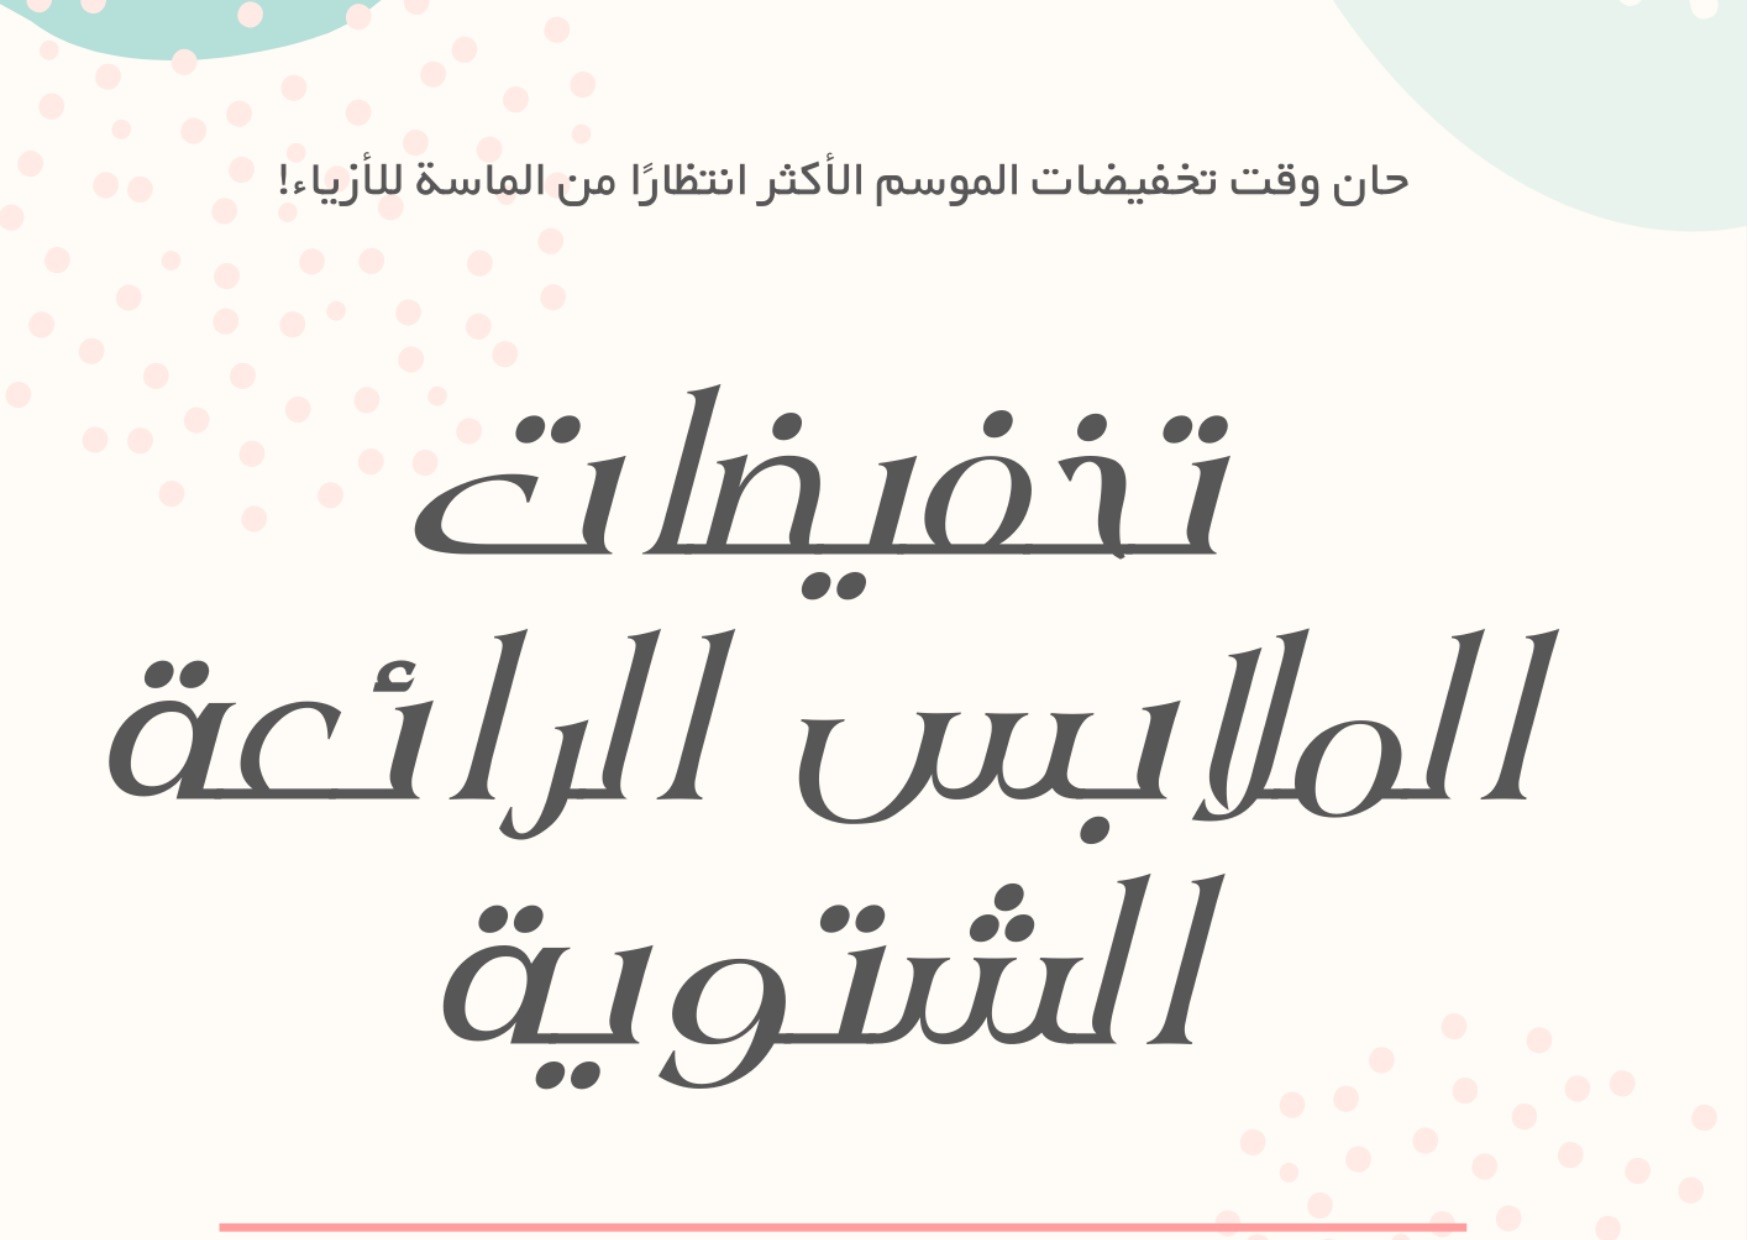 حان وقت تخفيضات الموسم الأكثر انتظارًا من الماسة للأزياء!
تخفيضات
الملابس الرائعة
الشتوية